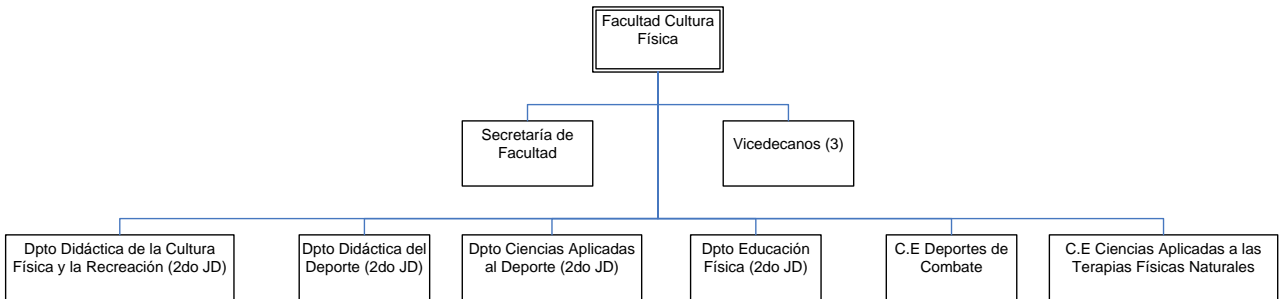 Facultad Cultura
Física
Secretaría de
Facultad
Vicedecanos (3)
Dpto Didáctica de la Cultura
Física y la Recreación (2do JD)
Dpto Didáctica del
Deporte (2do JD)
Dpto Ciencias Aplicadas
al Deporte (2do JD)
Dpto Educación
Física (2do JD)
C.E Deportes de
Combate
C.E Ciencias Aplicadas a las
Terapias Físicas Naturales